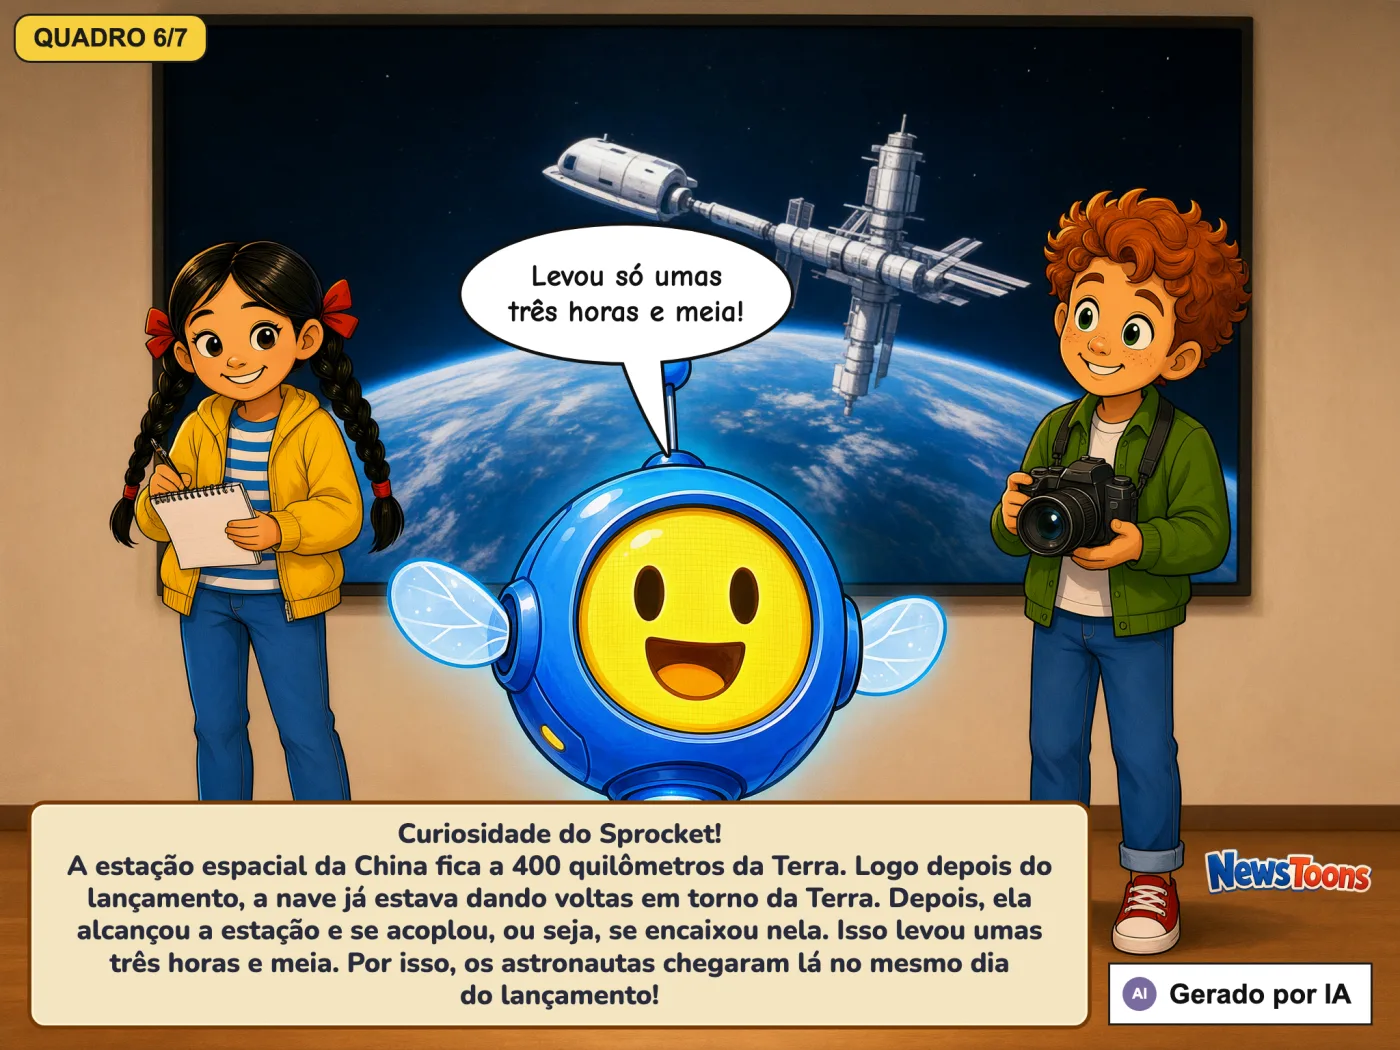 QUADRO 6/7
Levou só umas
três horas e meia!
Curiosidade do Sprocket!
A estação espacial da China fica a 400 quilômetros da Terra. Logo depois do
lançamento, a nave já estava dando voltas em torno da Terra. Depois, ela
alcançou a estação e se acoplou, ou seja, se encaixou nela. Isso levou umas
três horas e meia. Por isso, os astronautas chegaram lá no mesmo dia
do lançamento!
NewsToons
AI Gerado por IA